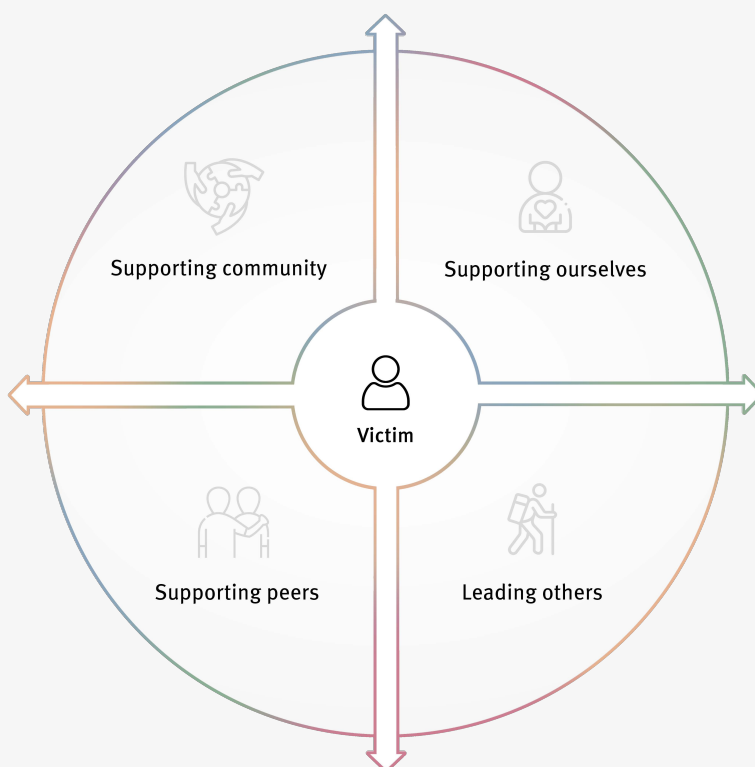 Supporting community
Supporting ourselves
Victim
Supporting peers
Leading others